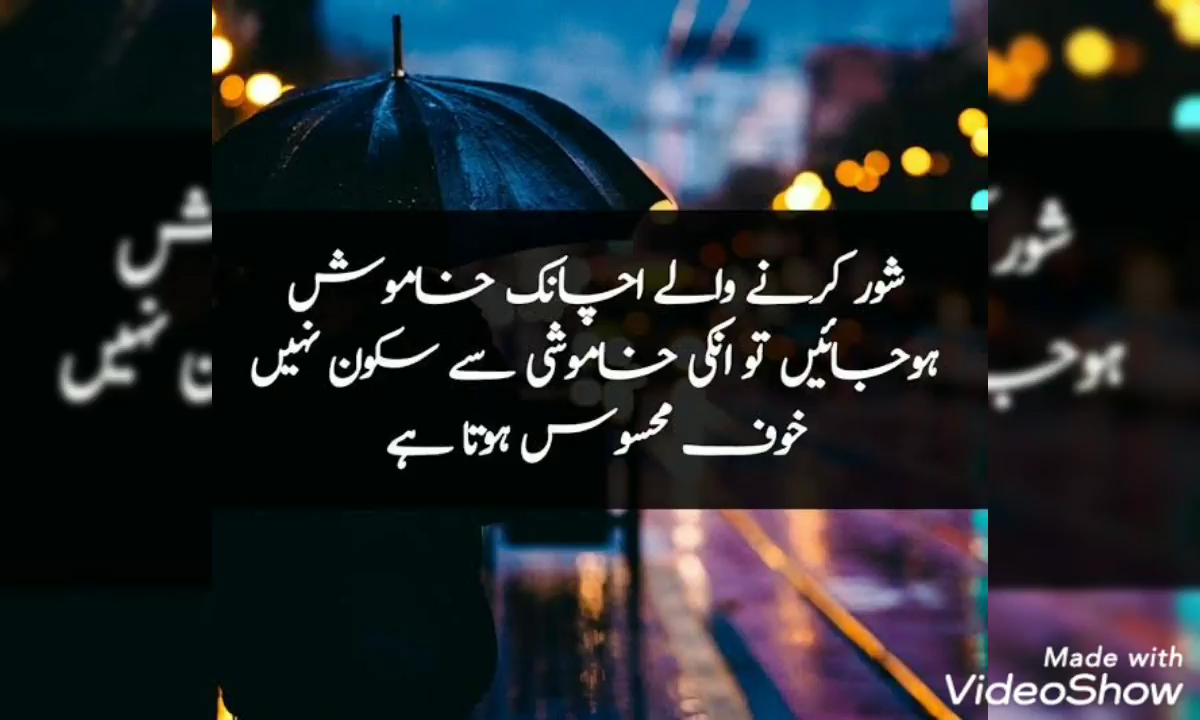 شور کرنے والے اچانک خاموش
ہوجائیں تو انکی خاموشی سے سکون نہیں
خوف محسوس ہوتا ہے
Made with
VideoShow